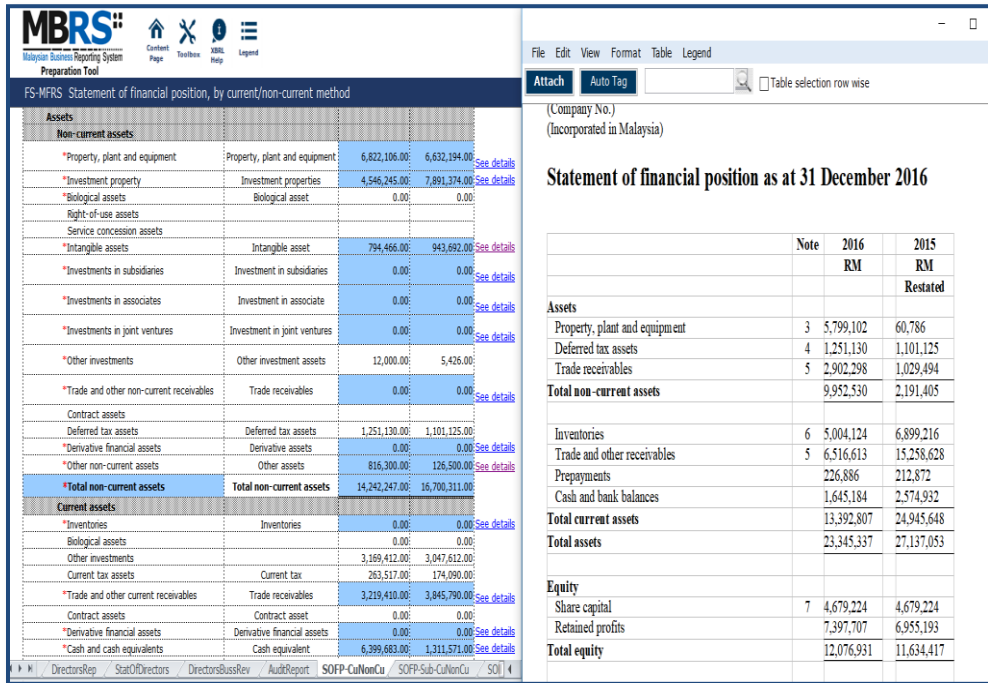 MBRS
Malaysian Business Reporting System
Preparation Tool
Content Page
Toolbox
XBRL Help
Legend
FS-MFRS Statement of financial position, by current/non-current method
Assets
Non-current assets
*Property, plant and equipment Property, plant and equipment 6,822,106.00 6,632,194.00 See details
*Investment property Investment properties 4,546,245.00 7,891,374.00 See details
*Biological assets Biological asset 0.00 0.00
Right-of-use assets
Service concession assets
*Intangible assets Intangible asset 794,466.00 943,692.00 See details
*Investments in subsidiaries Investment in subsidiaries 0.00 0.00 See details
*Investments in associates Investment in associate 0.00 0.00 See details
*Investments in joint ventures Investment in joint ventures 0.00 0.00 See details
*Other investments Other investment assets 12,000.00 5,426.00
*Trade and other non-current receivables Trade receivables 0.00 0.00 See details
Contract assets
Deferred tax assets Deferred tax assets 1,251,130.00 1,101,125.00
*Derivative financial assets Derivative assets 0.00 0.00 See details
*Other non-current assets Other assets 816,300.00 126,500.00 See details
*Total non-current assets Total non-current assets 14,242,247.00 16,700,311.00
Current assets
*Inventories Inventories 0.00 0.00 See details
Biological assets 0.00 0.00
Other investments 3,169,412.00 3,047,612.00
Current tax assets Current tax 263,517.00 174,090.00
*Trade and other current receivables Trade receivables 3,219,410.00 3,845,790.00 See details
Contract assets Contract asset 0.00 0.00
*Derivative financial assets Derivative financial assets 0.00 0.00 See details
*Cash and cash equivalents Cash equivalent 6,399,683.00 1,311,571.00 See details
DirectorsRep StatOfDirectors DirectorsBussRev AuditReport SOFP-CuNonCu SOFP-Sub-CuNonCu
File Edit View Format Table Legend
Attach Auto Tag Table selection row wise
(Company No.)
(Incorporated in Malaysia)
Statement of financial position as at 31 December 2016
Note 2016 2015
RM RM
Restated
Assets
Property, plant and equipment 3 5,799,102 60,786
Deferred tax assets 4 1,251,130 1,101,125
Trade receivables 5 2,902,298 1,029,494
Total non-current assets 9,952,530 2,191,405
Inventories 6 5,004,124 6,899,216
Trade and other receivables 5 6,516,613 15,258,628
Prepayments 226,886 212,872
Cash and bank balances 1,645,184 2,574,932
Total current assets 13,392,807 24,945,648
Total assets 23,345,337 27,137,053
Equity
Share capital 7 4,679,224 4,679,224
Retained profits 7,397,707 6,955,193
Total equity 12,076,931 11,634,417